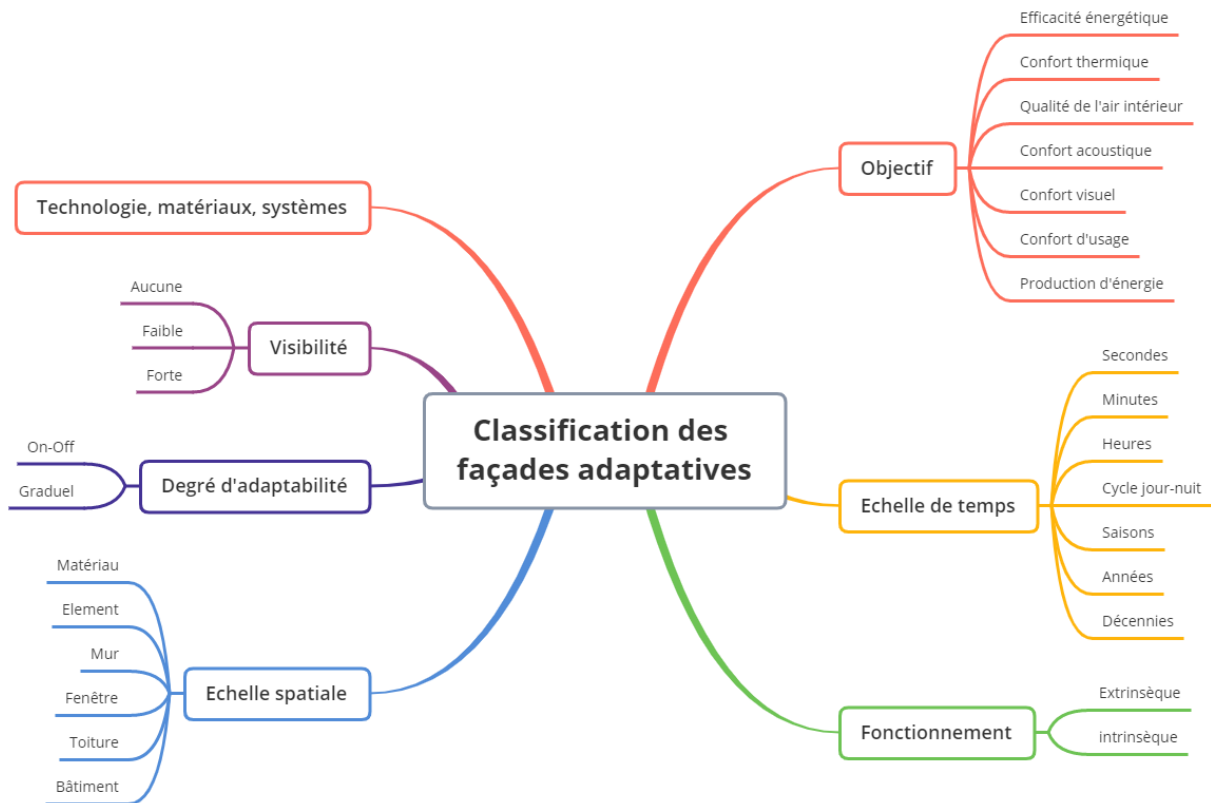 Classification des
façades adaptatives
Objectif
Efficacité énergétique
Confort thermique
Qualité de l'air intérieur
Confort acoustique
Confort visuel
Confort d'usage
Production d'énergie
Echelle de temps
Secondes
Minutes
Heures
Cycle jour-nuit
Saisons
Années
Décennies
Fonctionnement
Extrinsèque
intrinsèque
Technologie, matériaux, systèmes
Visibilité
Aucune
Faible
Forte
Degré d'adaptabilité
On-Off
Graduel
Echelle spatiale
Matériau
Element
Mur
Fenêtre
Toiture
Bâtiment